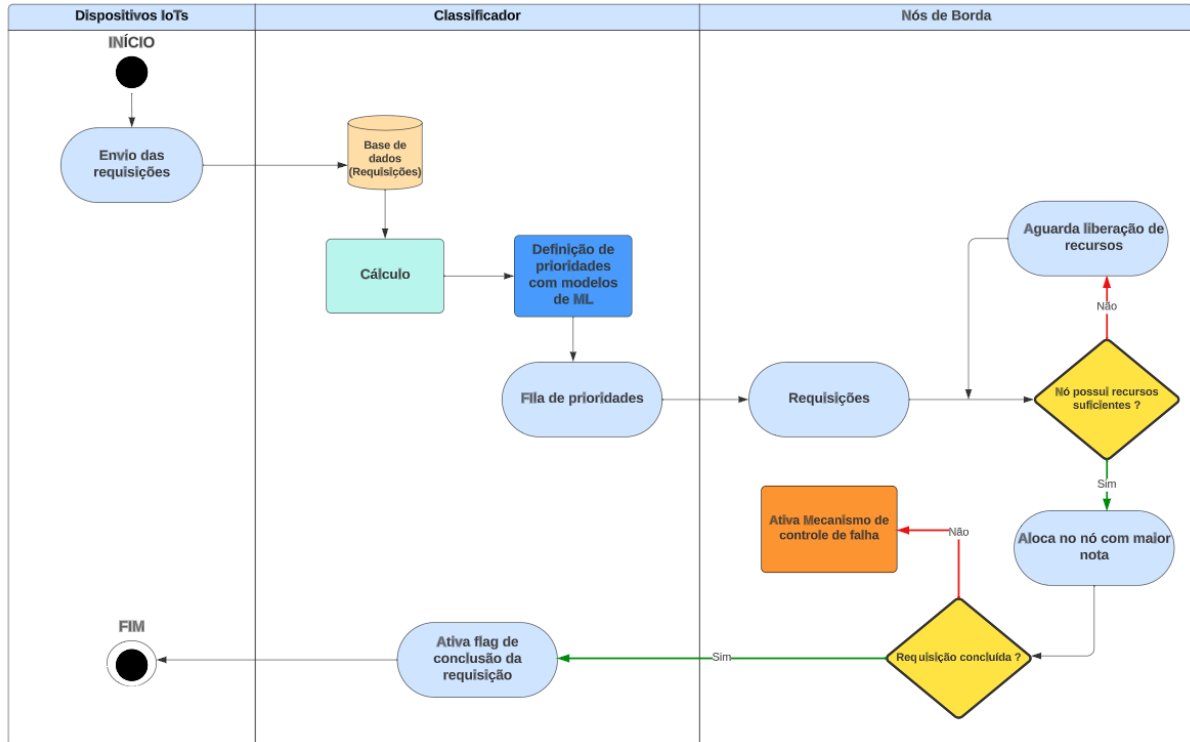 Dispositivos IoTs
Classificador
Nós de Borda
INÍCIO
Envio das
requisições
Base de
dados
(Requisições)
Cálculo
Definição de
prioridades
com modelos
de ML
Fila de prioridades
Requisições
Aguarda liberação de
recursos
Não
Nó possui recursos
suficientes ?
Sim
Aloca no nó com maior
nota
Ativa Mecanismo de
controle de falha
Não
Requisição concluída ?
Sim
Ativa flag de
conclusão da
requisição
FIM